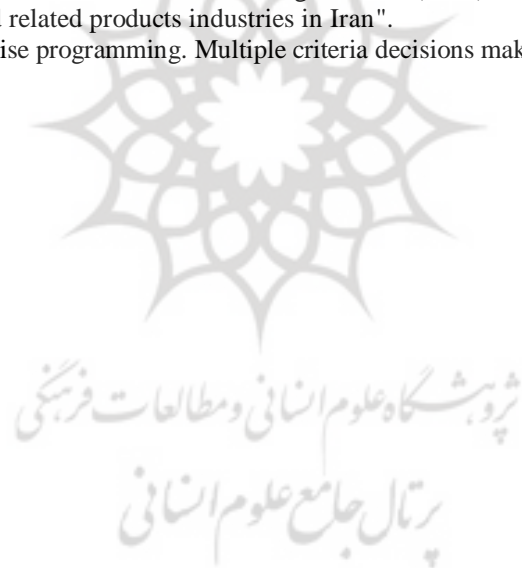 related products industries in Iran".
ise programming. Multiple criteria decisions mak
پژوهشگاه علوم انسانی و مطالعات فرهنگی
پرتال جامع علوم انسانی